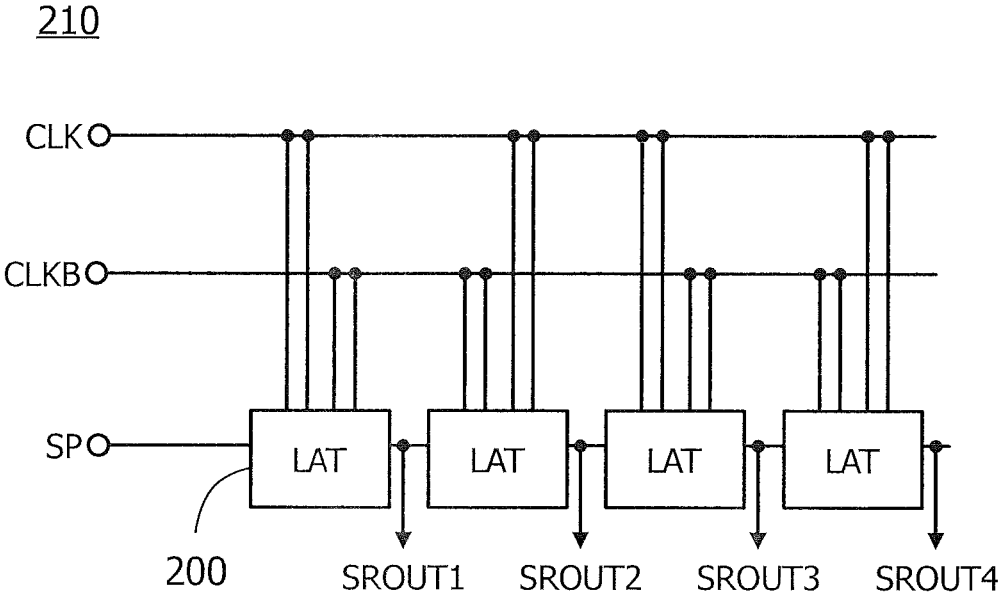 210
CLK
CLKB
SP
LAT
LAT
LAT
LAT
200
SROUT1
SROUT2
SROUT3
SROUT4